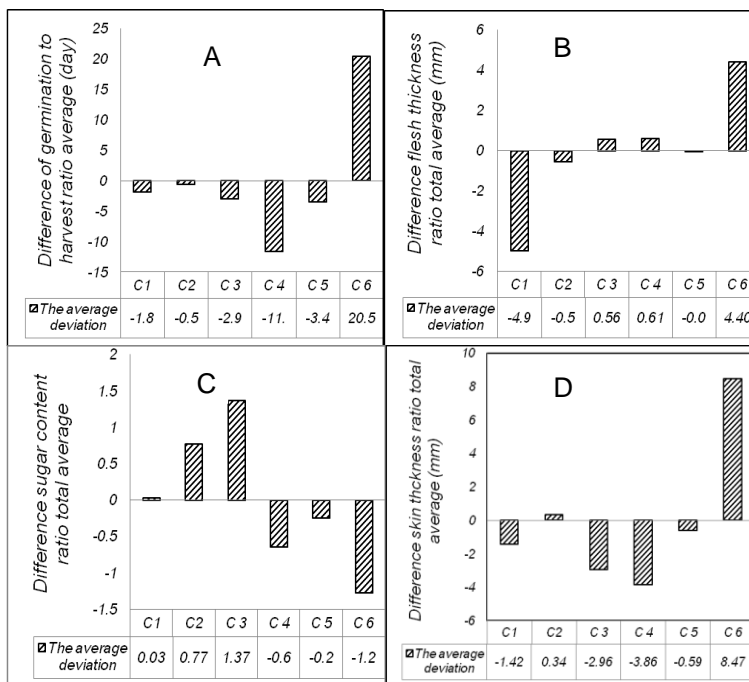 A
Difference of germination to
harvest ratio average (day)
25
20
15
10
5
0
-5
-10
-15
C1 C2 C 3 C 4 C 5 C 6
The average
deviation
-1.8 -0.5 -2.9 -11. -3.4 20.5
B
Difference flesh thickness
ratio total average (mm)
6
4
2
0
-2
-4
-6
C1 C2 C 3 C 4 C 5 C 6
The average
deviation
-4.9 -0.5 0.56 0.61 -0.0 4.40
C
Difference sugar content
ratio total average
2
1.5
1
0.5
0
-0.5
-1
-1.5
C1 C2 C 3 C 4 C 5 C 6
The average
deviation
0.03 0.77 1.37 -0.6 -0.2 -1.2
D
Difference skin thckness ratio total
average (mm)
10
8
6
4
2
0
-2
-4
-6
C1 C2 C 3 C 4 C 5 C 6
The average
deviation
-1.42 0.34 -2.96 -3.86 -0.59 8.47